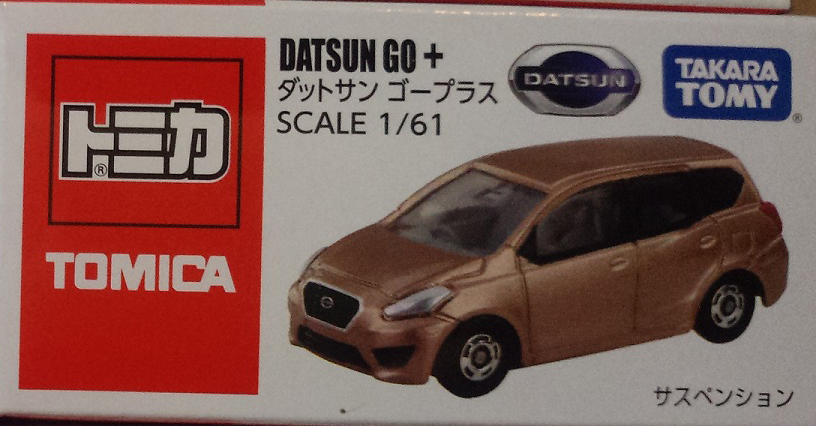 トミカ
®
TOMICA
DATSUN GO +
ダットサン ゴープラス
SCALE 1/61
DATSUN
TAKARA
TOMY
®
サスペンション